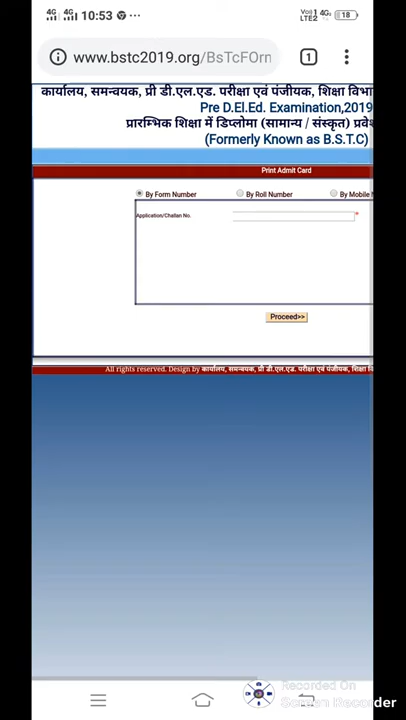 4G 4G 10:53 ··· Vo) 1 4G LTE2 18
www.bstc2019.org/BsTcFOrn 1
कार्यालय, समन्वयक, प्री डी.एल.एड. परीक्षा एवं पंजीयक, शिक्षा विभा
Pre D.El.Ed. Examination,2019
प्रारम्भिक शिक्षा में डिप्लोमा (सामान्य / संस्कृत) प्रवे
(Formerly Known as B.S.T.C)
Print Admit Card
By Form Number By Roll Number By Mobile
Application/Challan No. *
Proceed>>
All rights reserved. Design by कार्यालय, समन्वयक, प्री डी.एल.एड. परीक्षा एवं पंजीयक, शिक्षा वि
Recorded On
Screen Recorder